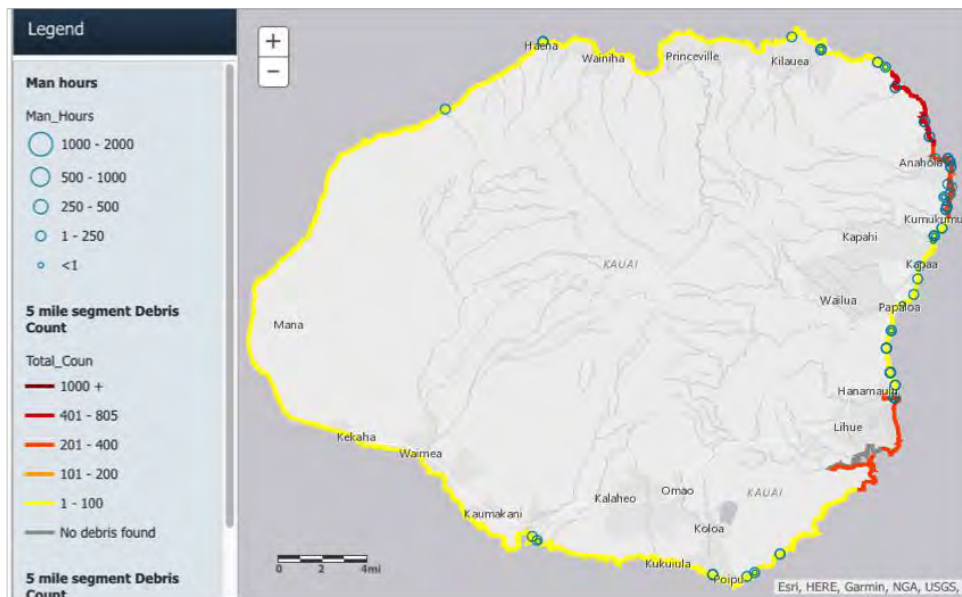 Legend
Man hours
Man_Hours
1000 - 2000
500 - 1000
250 - 500
1 - 250
<1
5 mile segment Debris
Count
Total_Coun
1000 +
401 - 805
201 - 400
101 - 200
1 - 100
No debris found
5 mile segment Debris
Count
+
−
Haena
Wainiha
Princeville
Kilauea
Anahola
Kumukumu
Kapahi
Kapaa
KAUAI
Wailua
Papaloa
Mana
Hanamaulu
Lihue
Kekaha
Waimea
Kaumakani
Kalaheo
Omao
KAUAI
Koloa
Kukuiula
Poipu
0 2 4mi
Esri, HERE, Garmin, NGA, USGS,